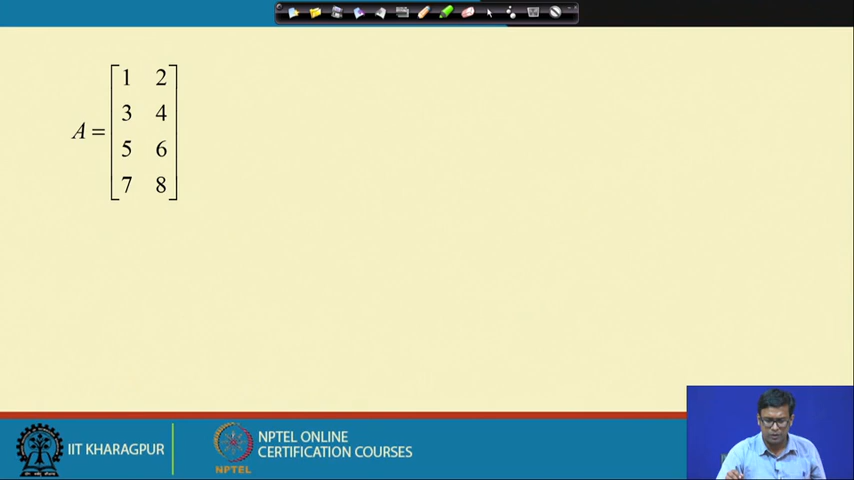 A = [1 2
3 4
5 6
7 8]
IIT KHARAGPUR
NPTEL
NPTEL ONLINE
CERTIFICATION COURSES